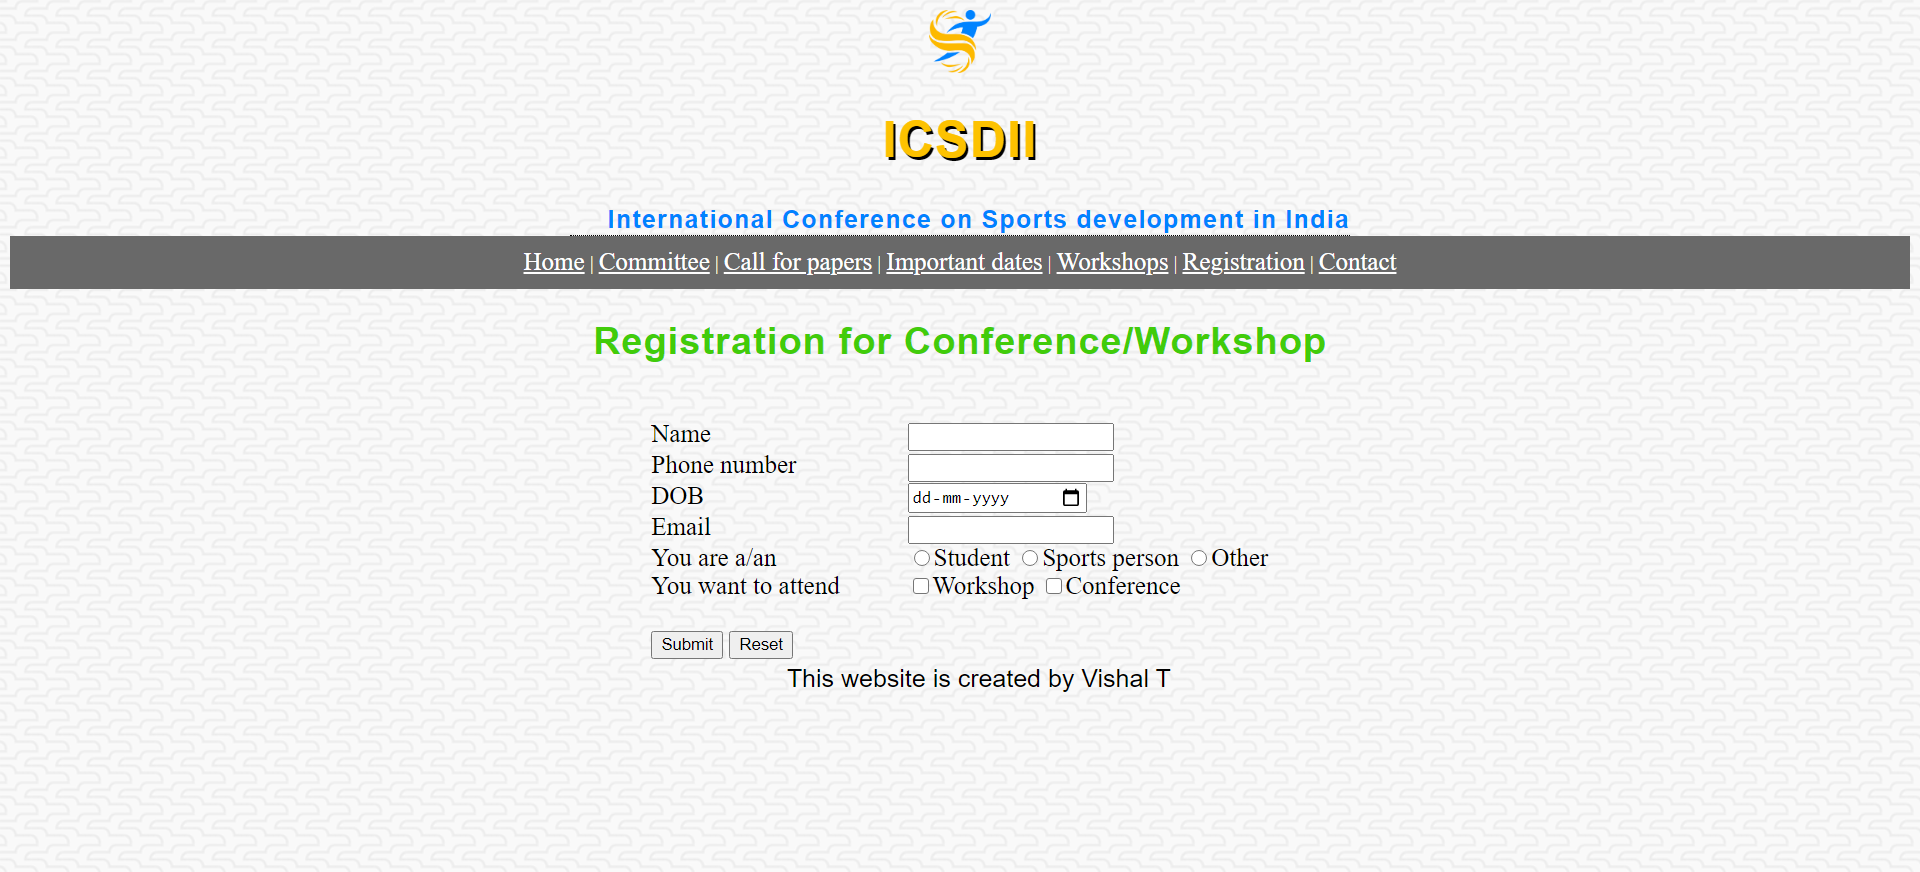 ICSDII
International Conference on Sports development in India
Home | Committee | Call for papers | Important dates | Workshops | Registration | Contact
Registration for Conference/Workshop
Name
Phone number
DOB dd-mm-yyyy
Email
You are a/an Student Sports person Other
You want to attend Workshop Conference
Submit Reset
This website is created by Vishal T